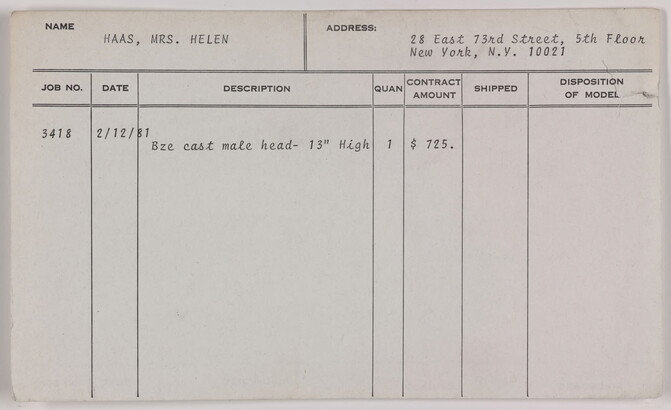 NAME
HAAS, MRS. HELEN
ADDRESS:
28 East 73rd Street, 5th Floor
New York, N.Y. 10021
JOB NO. DATE DESCRIPTION QUAN CONTRACT AMOUNT SHIPPED DISPOSITION OF MODEL
3418 2/12/81
Bze cast male head- 13" High 1 $ 725.